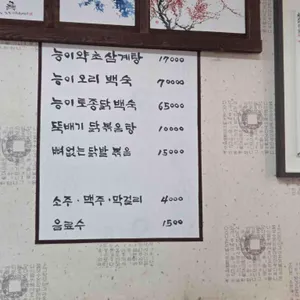 능이약초삼계탕 17000
능이오리백숙 70000
능이토종닭백숙 65000
뚝배기 닭볶음탕 10000
뼈없는닭발볶음 15000
소주·맥주·막걸리 4000
음료수 1500